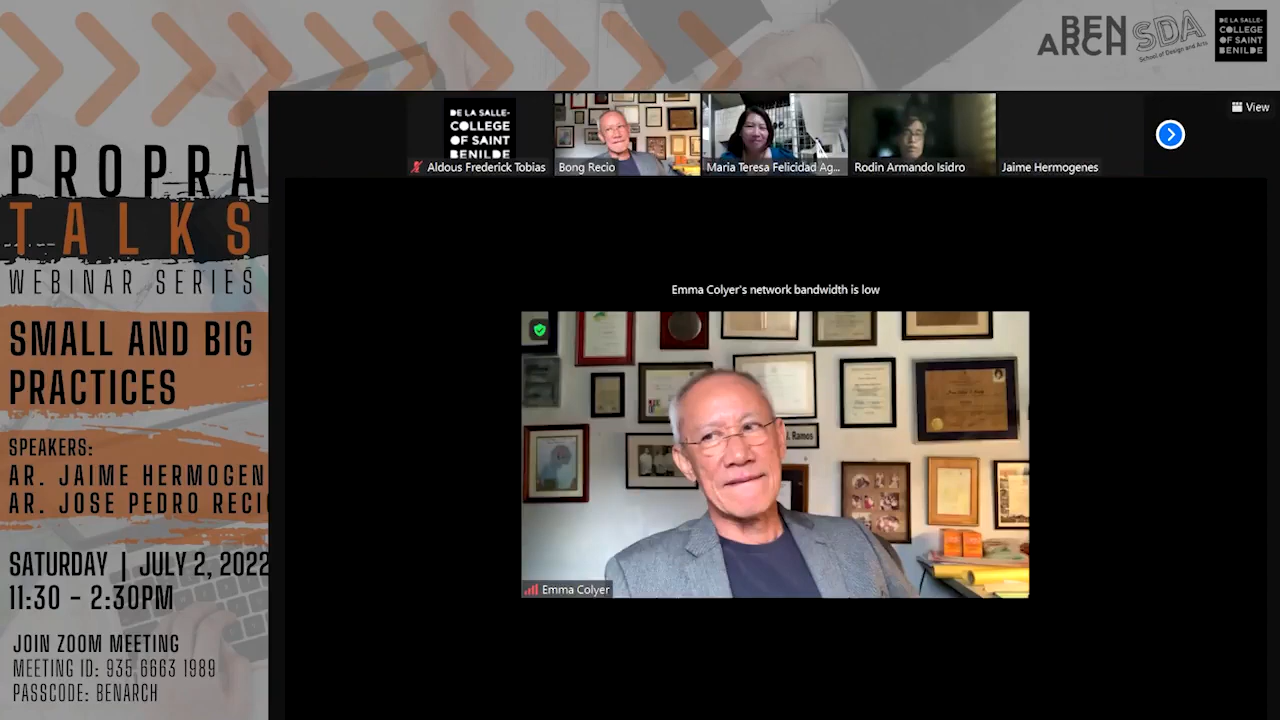 BEN
ARCH
SDA
School of Design and Arts
DE LA SALLE-
COLLEGE
OF SAINT
BENILDE
PROPRA
TALKS
WEBINAR SERIES
SMALL AND BIG
PRACTICES
SPEAKERS:
AR. JAIME HERMOGEN
AR. JOSE PEDRO RECIO
SATURDAY | JULY 2, 2022
11:30 - 2:30PM
JOIN ZOOM MEETING
MEETING ID: 935 6663 1989
PASSCODE: BENARCH
DE LA SALLE-
COLLEGE
OF SAINT
BENILDE
Aldous Frederick Tobias
Bong Recio
Maria Teresa Felicidad Ag...
Rodin Armando Isidro
Jaime Hermogenes
View
Emma Colyer's network bandwidth is low
J. Ramos
Emma Colyer